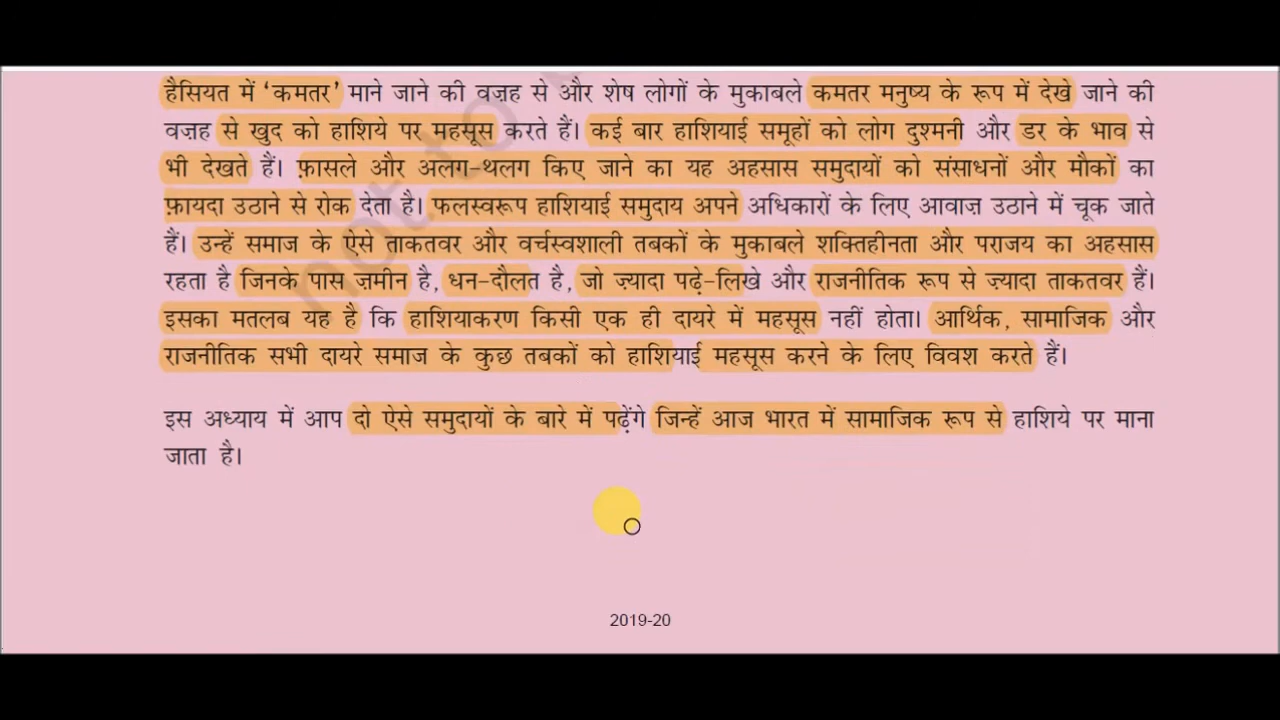 हैसियत में ‘कमतर’ माने जाने की वज़ह से और शेष लोगों के मुकाबले कमतर मनुष्य के रूप में देखे जाने की
वज़ह से खुद को हाशिये पर महसूस करते हैं। कई बार हाशियाई समूहों को लोग दुश्मनी और डर के भाव से
भी देखते हैं। फ़ासले और अलग-थलग किए जाने का यह अहसास समुदायों को संसाधनों और मौकों का
फ़ायदा उठाने से रोक देता है। फलस्वरूप हाशियाई समुदाय अपने अधिकारों के लिए आवाज़ उठाने में चूक जाते
हैं। उन्हें समाज के ऐसे ताकतवर और वर्चस्वशाली तबकों के मुकाबले शक्तिहीनता और पराजय का अहसास
रहता है जिनके पास ज़मीन है, धन-दौलत है, जो ज़्यादा पढ़े-लिखे और राजनीतिक रूप से ज़्यादा ताकतवर हैं।
इसका मतलब यह है कि हाशियाकरण किसी एक ही दायरे में महसूस नहीं होता। आर्थिक, सामाजिक और
राजनीतिक सभी दायरे समाज के कुछ तबकों को हाशियाई महसूस करने के लिए विवश करते हैं।
इस अध्याय में आप दो ऐसे समुदायों के बारे में पढ़ेंगे जिन्हें आज भारत में सामाजिक रूप से हाशिये पर माना
जाता है।
not to b
2019-20